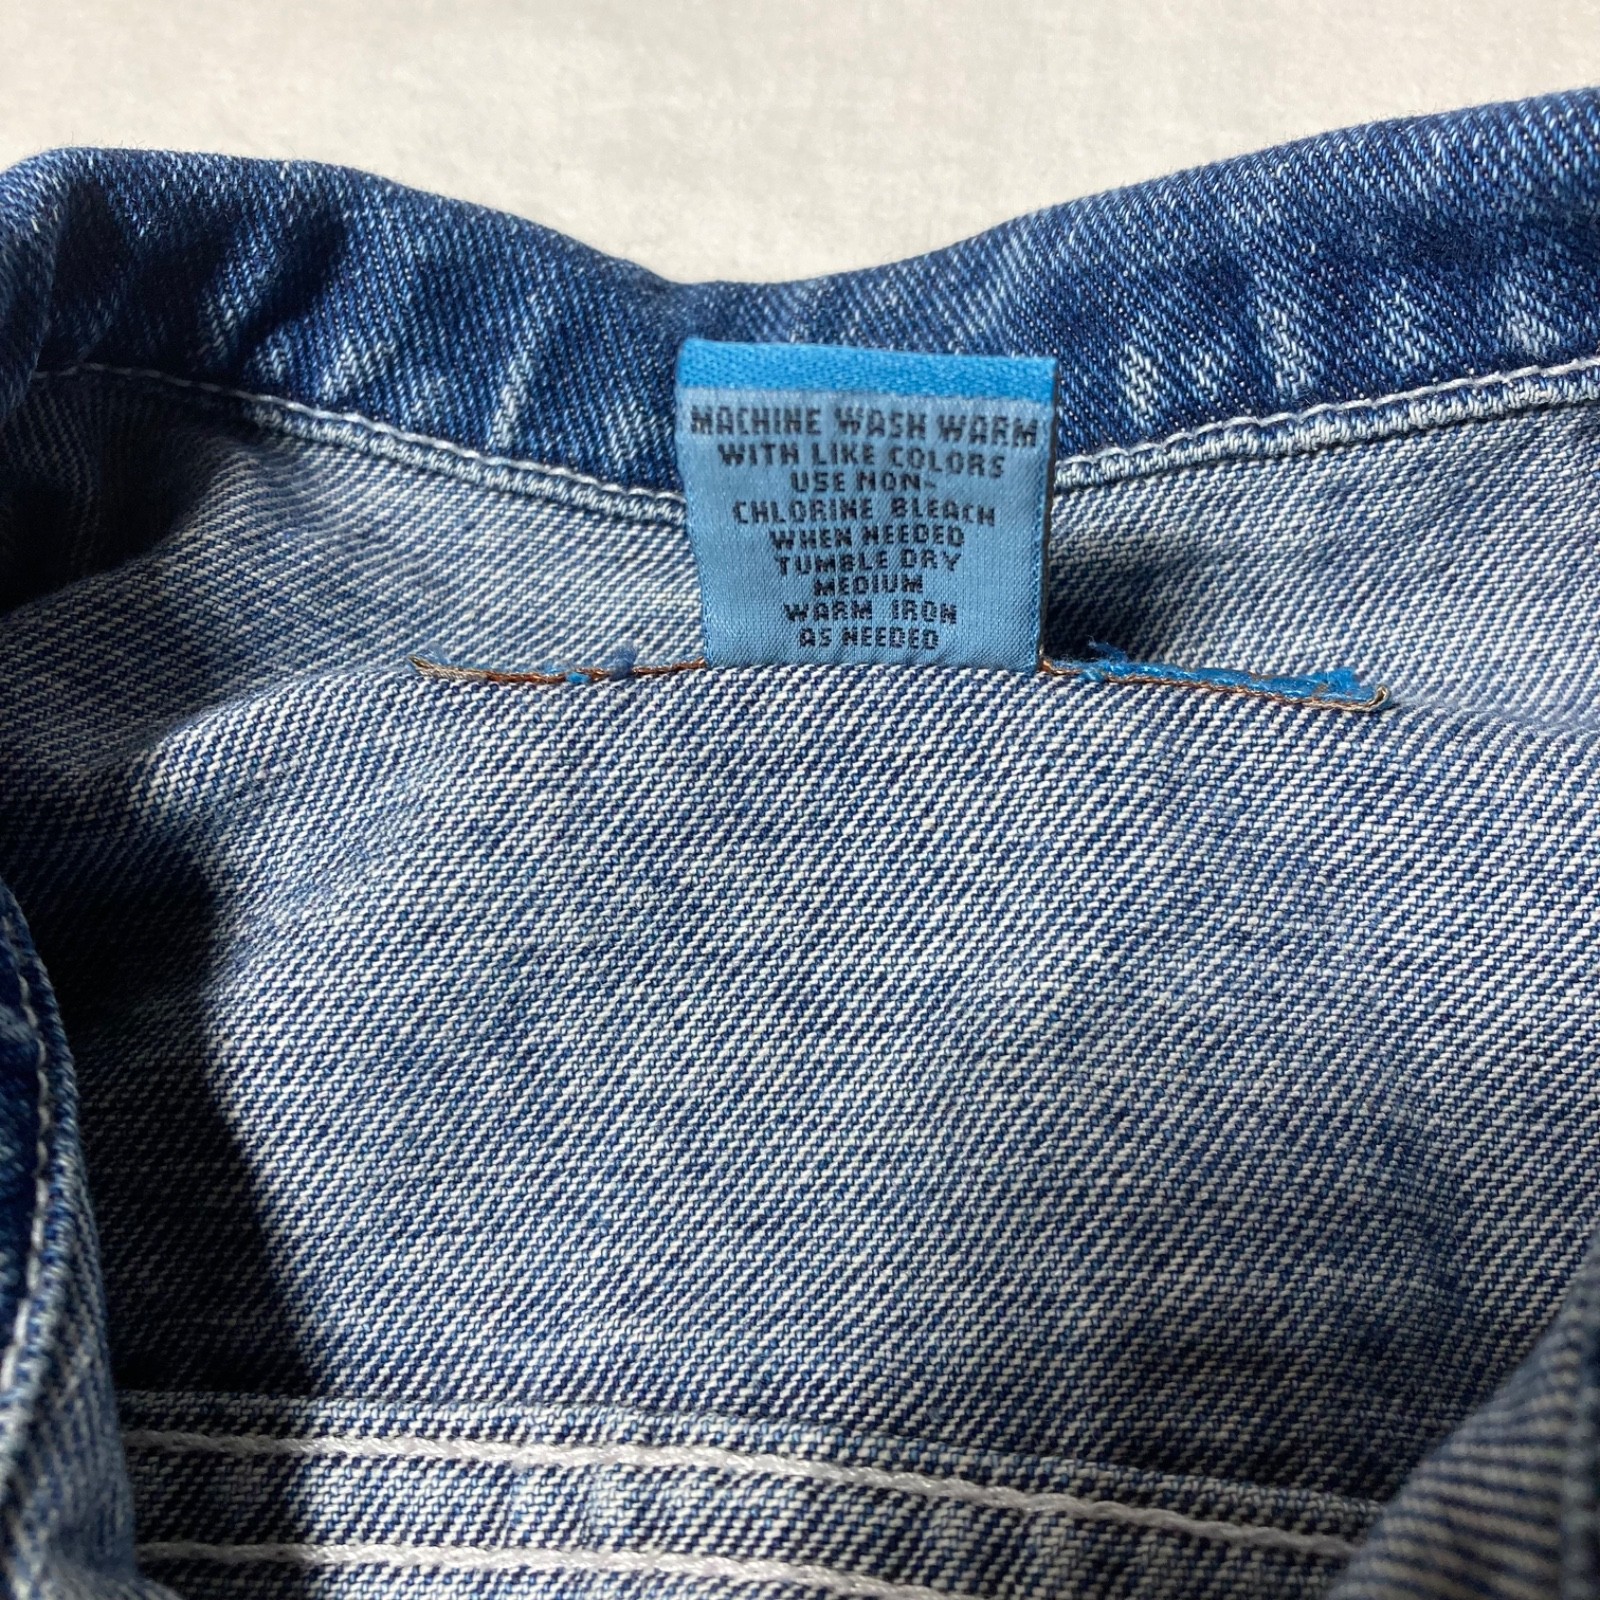 MACHINE WASH WARM
WITH LIKE COLORS
USE NON-
CHLORINE BLEACH
WHEN NEEDED
TUMBLE DRY
MEDIUM
WARM IRON
AS NEEDED